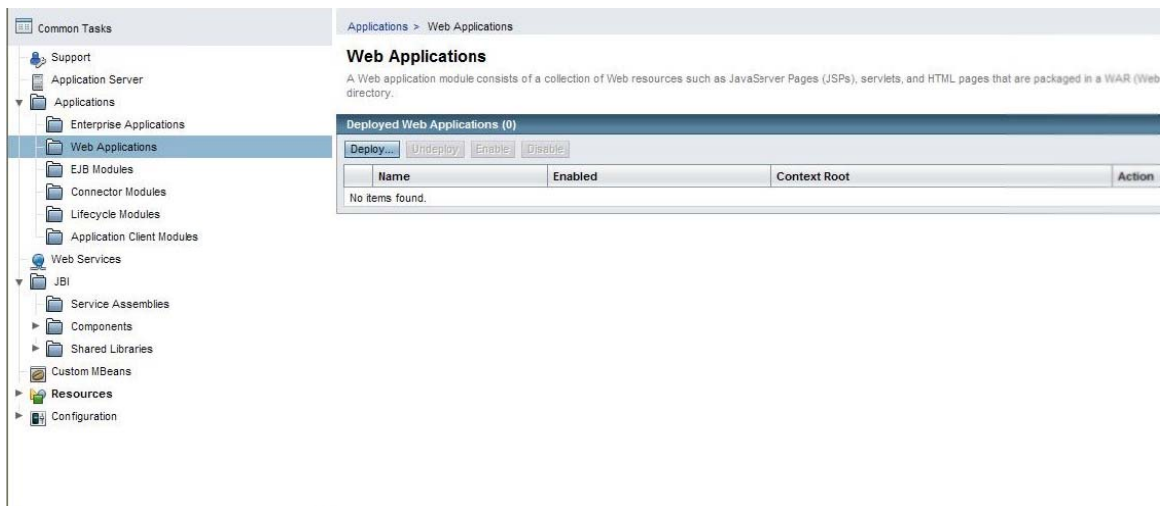 Common Tasks
Support
Application Server
Applications
Enterprise Applications
Web Applications
EJB Modules
Connector Modules
Lifecycle Modules
Application Client Modules
Web Services
JBI
Service Assemblies
Components
Shared Libraries
Custom MBeans
Resources
Configuration
Applications > Web Applications
Web Applications
A Web application module consists of a collection of Web resources such as JavaServer Pages (JSPs), servlets, and HTML pages that are packaged in a WAR (Web
directory.
Deployed Web Applications (0)
Deploy... Undeploy Enable Disable
Name Enabled Context Root Action
No items found.